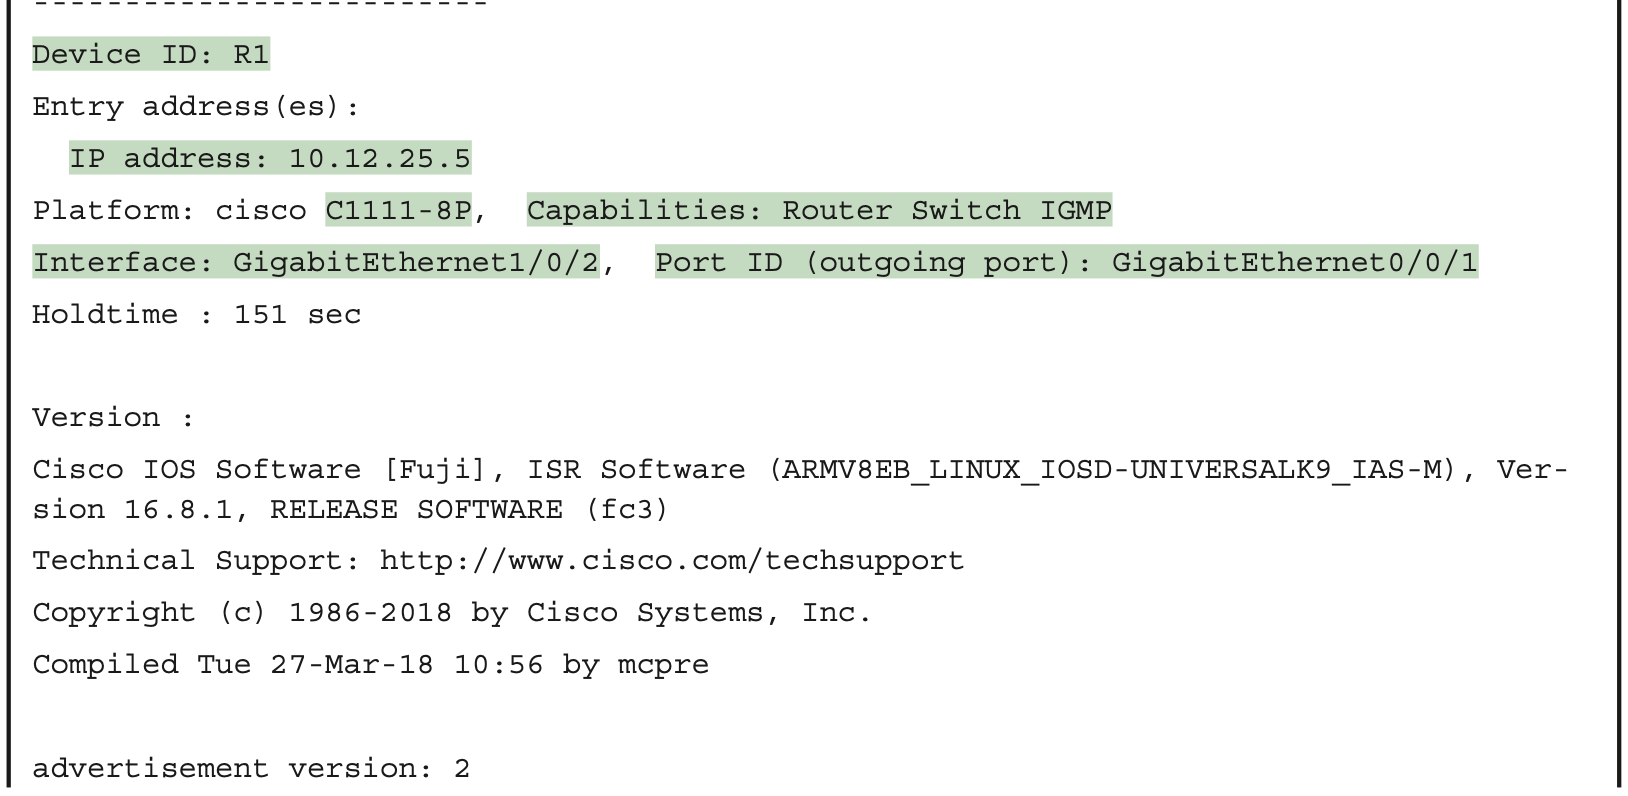 -------------------------
Device ID: R1
Entry address(es):
  IP address: 10.12.25.5
Platform: cisco C1111-8P,  Capabilities: Router Switch IGMP
Interface: GigabitEthernet1/0/2,  Port ID (outgoing port): GigabitEthernet0/0/1
Holdtime : 151 sec

Version :
Cisco IOS Software [Fuji], ISR Software (ARMV8EB_LINUX_IOSD-UNIVERSALK9_IAS-M), Ver-
sion 16.8.1, RELEASE SOFTWARE (fc3)
Technical Support: http://www.cisco.com/techsupport
Copyright (c) 1986-2018 by Cisco Systems, Inc.
Compiled Tue 27-Mar-18 10:56 by mcpre

advertisement version: 2